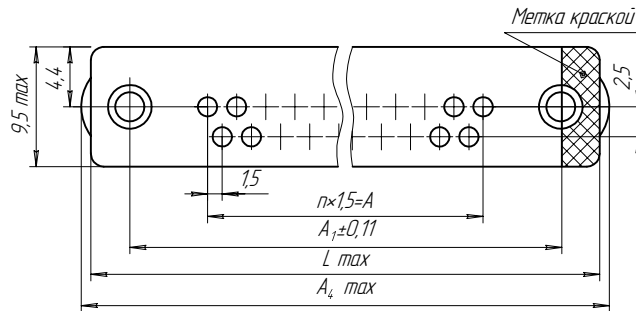 Метка краской
4,4
9,5 max
2,5
1,5
n×1,5=A
A₁±0,11
L max
A₄ max